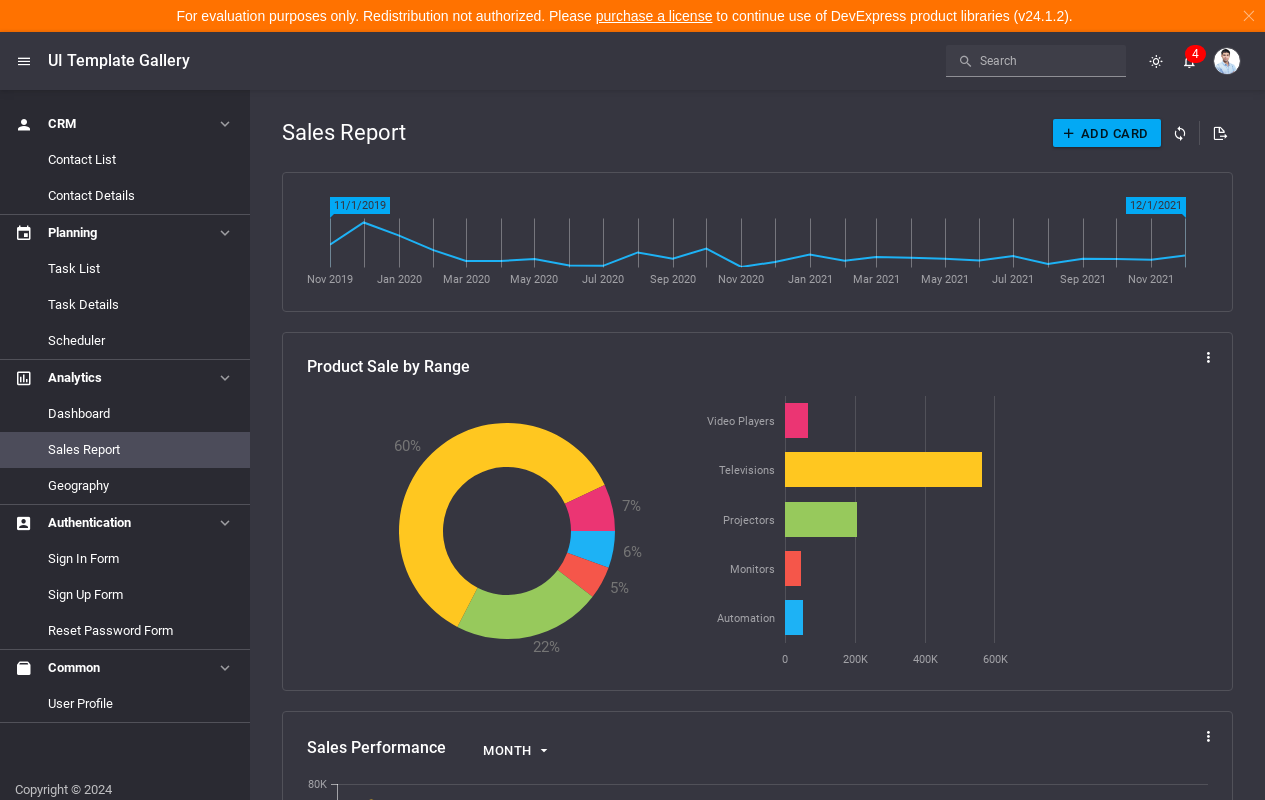 For evaluation purposes only. Redistribution not authorized. Please purchase a license to continue use of DevExpress product libraries (v24.1.2).
UI Template Gallery
Search
4
CRM
Contact List
Contact Details
Planning
Task List
Task Details
Scheduler
Analytics
Dashboard
Sales Report
Geography
Authentication
Sign In Form
Sign Up Form
Reset Password Form
Common
User Profile
Copyright © 2024
Sales Report
ADD CARD
11/1/2019
12/1/2021
Nov 2019 Jan 2020 Mar 2020 May 2020 Jul 2020 Sep 2020 Nov 2020 Jan 2021 Mar 2021 May 2021 Jul 2021 Sep 2021 Nov 2021
Product Sale by Range
60%
7%
6%
5%
22%
Video Players
Televisions
Projectors
Monitors
Automation
0 200K 400K 600K
Sales Performance
MONTH
80K